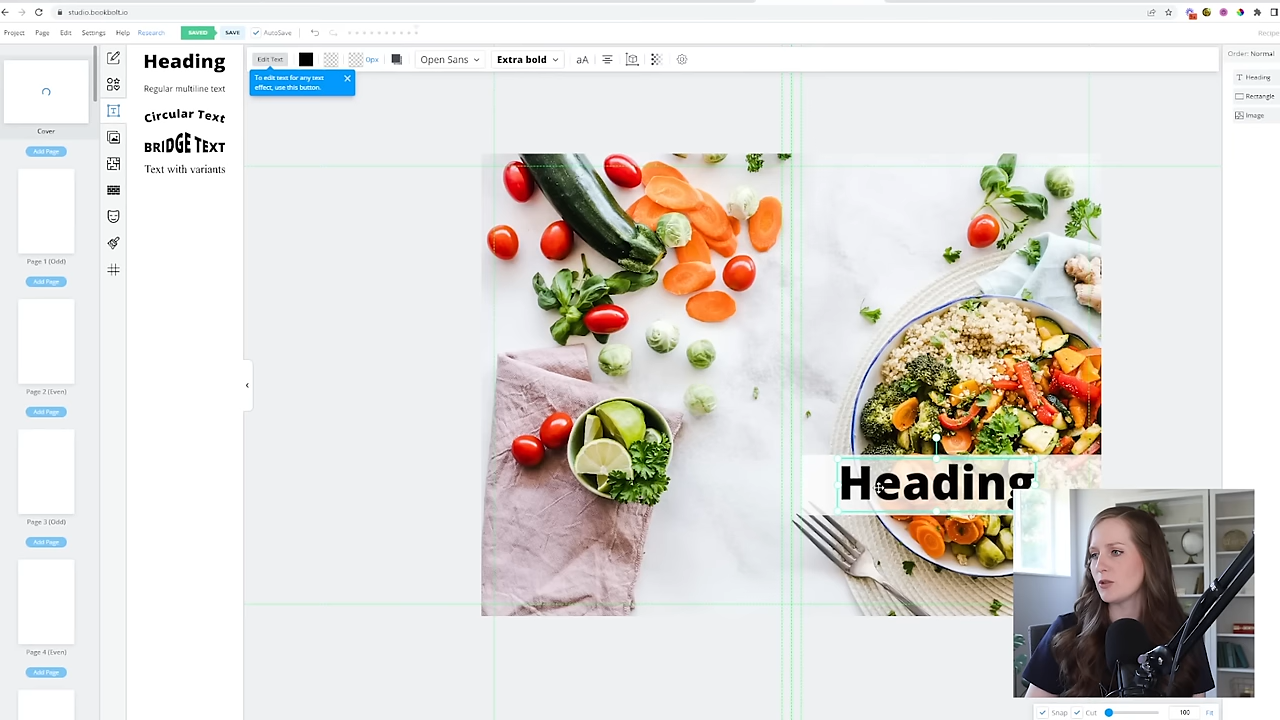 studio.bookbolt.io
Project Page Edit Settings Help Research SAVED SAVE AutoSave
Order: Normal
Edit Text 0px Open Sans Extra bold aA
To edit text for any text
effect, use this button.
Heading
Regular multiline text
Circular Text
BRIDGE TEXT
Text with variants
Cover
Add Page
Page 1 (Odd)
Add Page
Page 2 (Even)
Add Page
Page 3 (Odd)
Add Page
Page 4 (Even)
Add Page
Heading
Heading
Rectangle
Image
Snap Cut 100 Fit